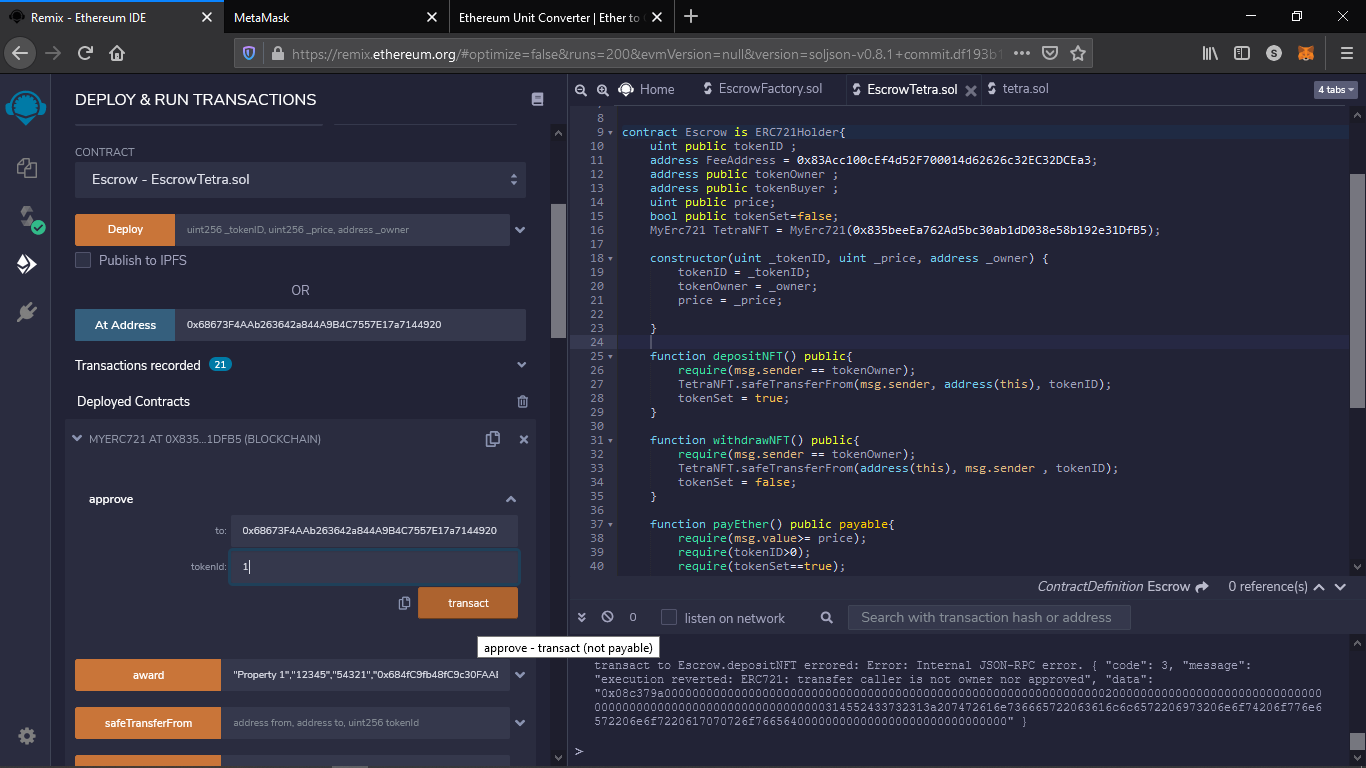 Remix - Ethereum IDE
MetaMask
Ethereum Unit Converter | Ether to
https://remix.ethereum.org/#optimize=false&runs=200&evmVersion=null&version=soljson-v0.8.1+commit.df193b1
S
DEPLOY & RUN TRANSACTIONS
CONTRACT
Escrow - EscrowTetra.sol
Deploy
uint256 _tokenID, uint256 _price, address _owner
Publish to IPFS
OR
At Address
0x68673F4AAb263642a844A9B4C7557E17a7144920
Transactions recorded 21
Deployed Contracts
MYERC721 AT 0X835...1DFB5 (BLOCKCHAIN)
approve
to: 0x68673F4AAb263642a844A9B4C7557E17a7144920
tokenId: 1
transact
approve - transact (not payable)
award
"Property 1","12345","54321","0x684fC9fb48fC9c30FAAF
safeTransferFrom
address from, address to, uint256 tokenId
Home
EscrowFactory.sol
EscrowTetra.sol
tetra.sol
4 tabs
8
9 contract Escrow is ERC721Holder{
10 uint public tokenID ;
11 address FeeAddress = 0x83Acc100cEf4d52F700014d62626c32EC32DCEa3;
12 address public tokenOwner ;
13 address public tokenBuyer ;
14 uint public price;
15 bool public tokenSet=false;
16 MyErc721 TetraNFT = MyErc721(0x835beeEa762Ad5bc30ab1dD038e58b192e31DfB5);
17
18 constructor(uint _tokenID, uint _price, address _owner) {
19 tokenID = _tokenID;
20 tokenOwner = _owner;
21 price = _price;
22
23 }
24
25 function depositNFT() public{
26 require(msg.sender == tokenOwner);
27 TetraNFT.safeTransferFrom(msg.sender, address(this), tokenID);
28 tokenSet = true;
29 }
30
31 function withdrawNFT() public{
32 require(msg.sender == tokenOwner);
33 TetraNFT.safeTransferFrom(address(this), msg.sender , tokenID);
34 tokenSet = false;
35 }
36
37 function payEther() public payable{
38 require(msg.value>= price);
39 require(tokenID>0);
40 require(tokenSet==true);
ContractDefinition Escrow
0 reference(s)
0
listen on network
Search with transaction hash or address
transact to Escrow.depositNFT errored: Error: Internal JSON-RPC error. { "code": 3, "message":
"execution reverted: ERC721: transfer caller is not owner nor approved", "data":
>